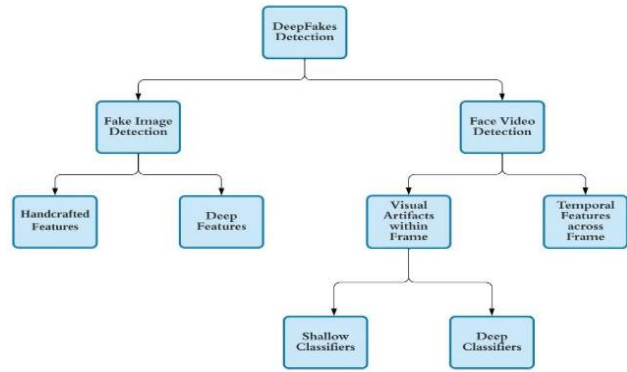 DeepFakes
Detection
Fake Image
Detection
Face Video
Detection
Handcrafted
Features
Deep
Features
Visual
Artifacts
within
Frame
Temporal
Features
across
Frame
Shallow
Classifiers
Deep
Classifiers